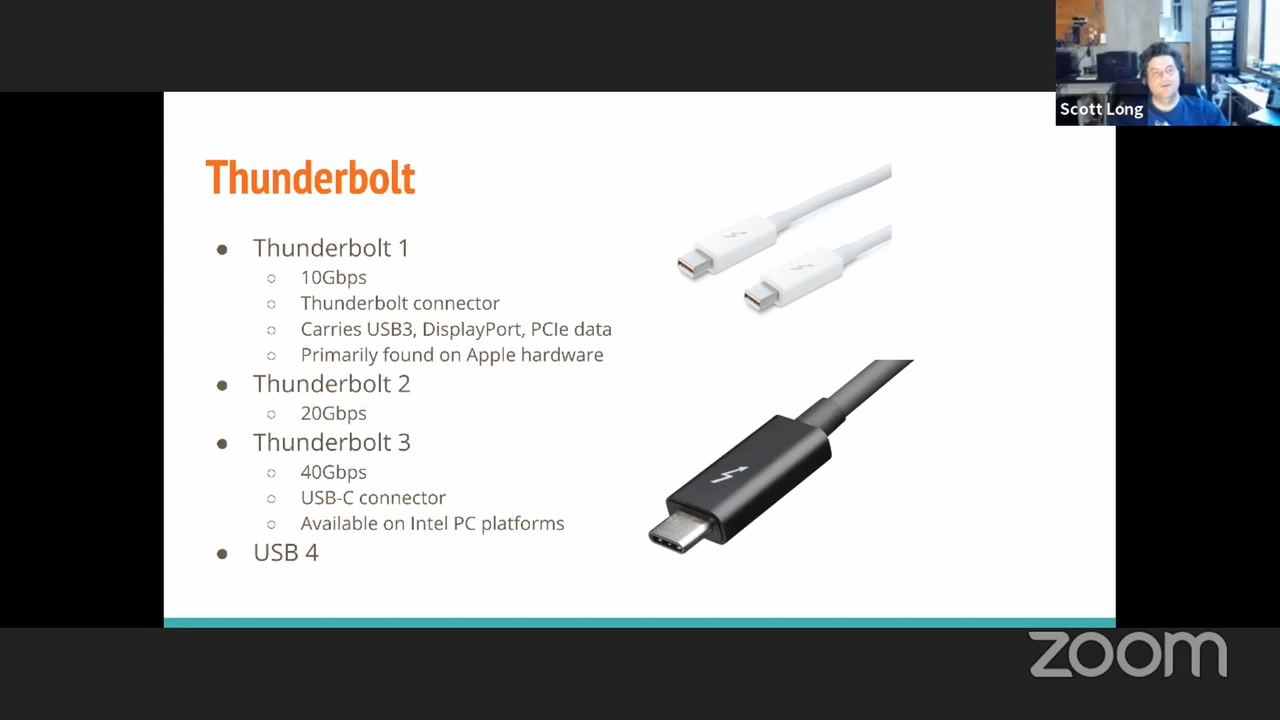 Scott Long
Thunderbolt
● Thunderbolt 1
○ 10Gbps
○ Thunderbolt connector
○ Carries USB3, DisplayPort, PCIe data
○ Primarily found on Apple hardware
● Thunderbolt 2
○ 20Gbps
● Thunderbolt 3
○ 40Gbps
○ USB-C connector
○ Available on Intel PC platforms
● USB 4
zoom